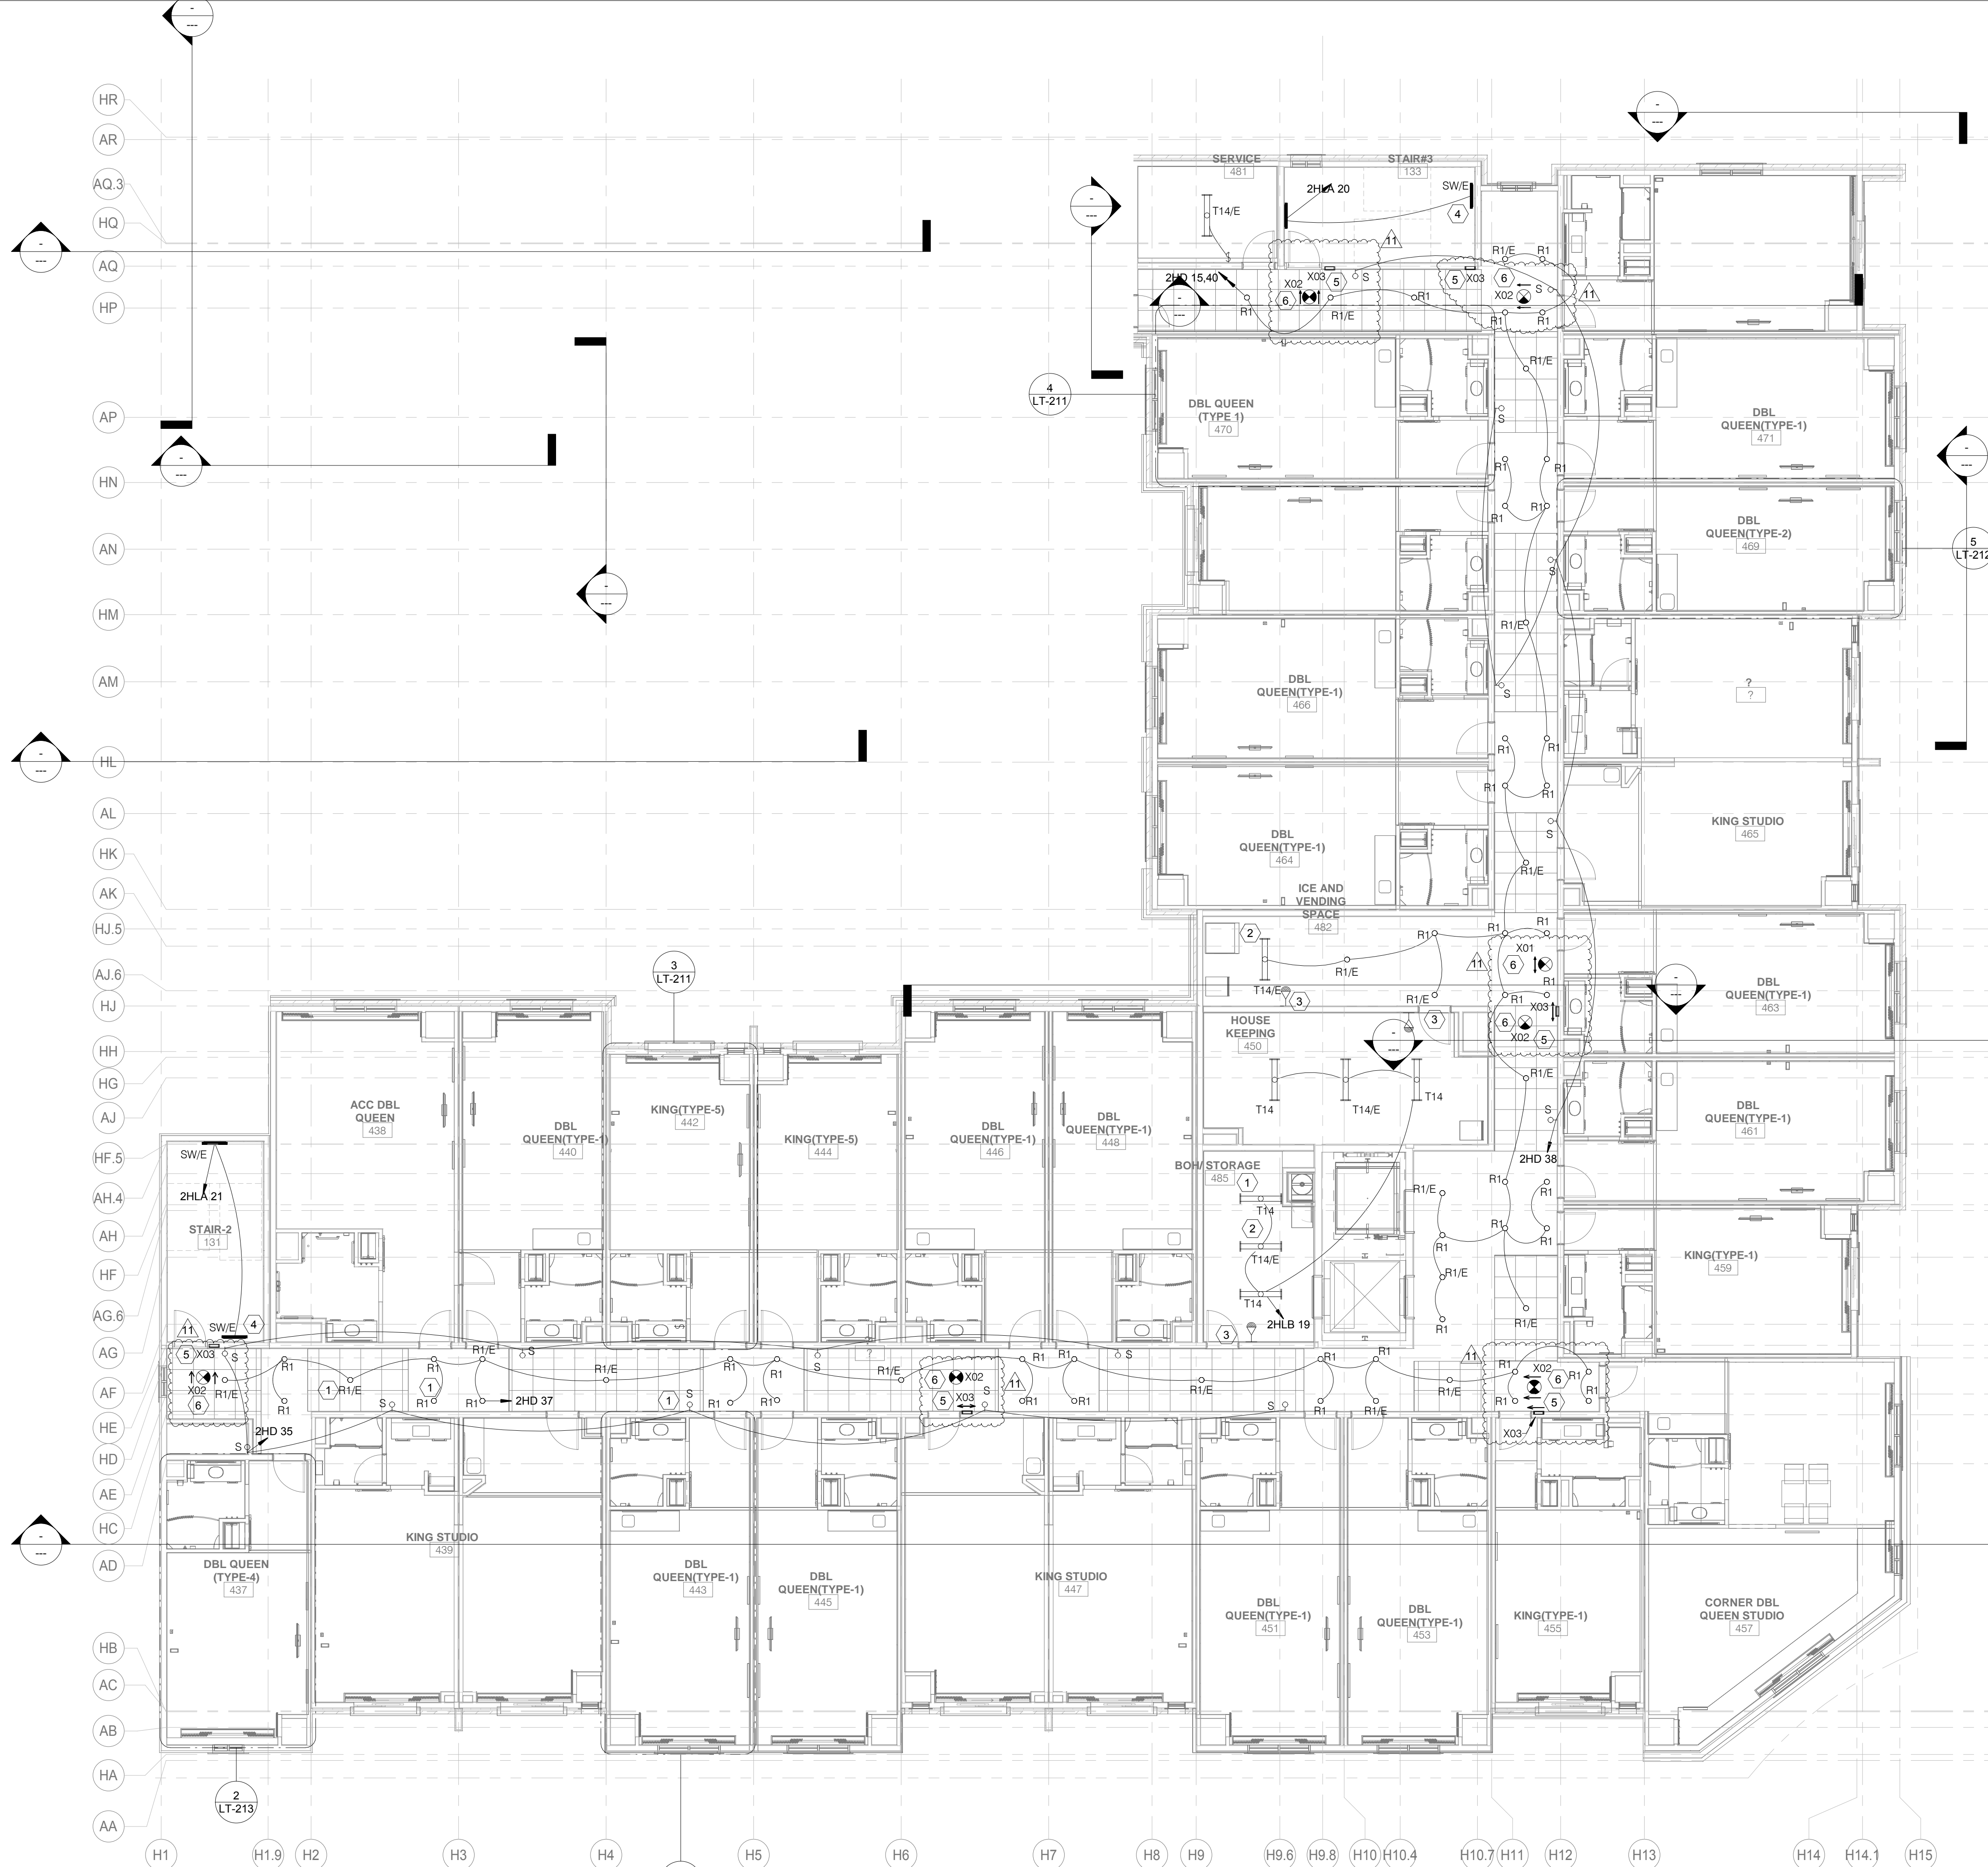 -
---
HR
AR
AQ.3
HQ
AQ
HP
AP
HN
AN
HM
AM
HL
AL
HK
AK
HJ.5
AJ.6
HJ
HH
HG
AJ
HF.5
AH.4
AH
HF
AG.6
AG
AF
HE
HD
AE
HC
AD
HB
AC
AB
HA
AA
-
---
-
---
-
---
-
---
-
---
-
---
-
---
-
---
-
---
-
---
-
---
-
---
SERVICE
481
STAIR#3
133
2HLA 20
SW/E
4
T14/E
S
11
R1/E
R1
2HD 15,40
X03
5
S
5
X03
6
X02
6
X02
S
11
R1
R1/E
R1
R1
R1
R1/E
4
LT-211
DBL QUEEN
(TYPE 1)
470
S
DBL
QUEEN(TYPE-1)
471
R1
R1
R1
R1
DBL
QUEEN(TYPE-2)
469
5
LT-212
S
R1/E
DBL
QUEEN(TYPE-1)
466
S
?
?
R1
R1
R1
R1
DBL
QUEEN(TYPE-1)
464
S
KING STUDIO
465
R1/E
ICE AND
VENDING
SPACE
482
2
R1
R1
R1
R1/E
X01
11
6
T14/E
3
R1/E
R1
R1
X03
6
X02
5
DBL
QUEEN(TYPE-1)
463
3
LT-211
HOUSE
KEEPING
450
3
R1/E
T14
T14/E
T14
S
DBL
QUEEN(TYPE-1)
461
2HD 38
ACC DBL
QUEEN
438
DBL
QUEEN(TYPE-1)
440
KING(TYPE-5)
442
KING(TYPE-5)
444
DBL
QUEEN(TYPE-1)
446
DBL
QUEEN(TYPE-1)
448
BOH/ STORAGE
485
1
T14
2
T14/E
T14
2HLB 19
3
R1/E
R1
R1/E
R1
R1
R1
R1
R1
R1/E
KING(TYPE-1)
459
SW/E
2HLA 21
STAIR-2
131
SW/E
4
11
5
X03
S
X02
6
R1/E
R1
R1
1
R1/E
R1
1
R1
R1/E
R1
2HD 37
S
S
R1/E
1
S
R1
R1
R1
R1
S
?
R1/E
6
X02
5
X03
S
11
S
R1
R1
R1
R1
R1/E
S
R1
R1
R1
R1
R1/E
11
X02
6
R1
R1
R1
R1
5
X03
2HD 35
S
DBL QUEEN
(TYPE-4)
437
KING STUDIO
439
DBL
QUEEN(TYPE-1)
443
DBL
QUEEN(TYPE-1)
445
KING STUDIO
447
DBL
QUEEN(TYPE-1)
451
DBL
QUEEN(TYPE-1)
453
KING(TYPE-1)
455
CORNER DBL
QUEEN STUDIO
457
2
LT-213
H1
H1.9
H2
H3
H4
H5
H6
H7
H8
H9
H9.6
H9.8
H10
H10.4
H10.7
H11
H12
H13
H14
H14.1
H15